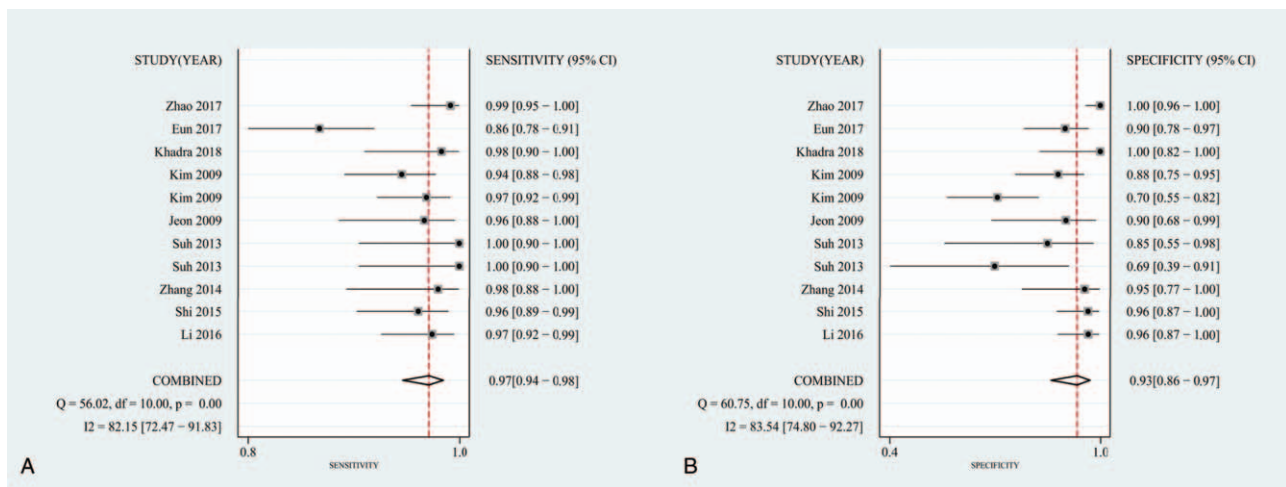 STUDY(YEAR) SENSITIVITY (95% CI)
Zhao 2017 0.99 [0.95 − 1.00]
Eun 2017 0.86 [0.78 − 0.91]
Khadra 2018 0.98 [0.90 − 1.00]
Kim 2009 0.94 [0.88 − 0.98]
Kim 2009 0.97 [0.92 − 0.99]
Jeon 2009 0.96 [0.88 − 1.00]
Suh 2013 1.00 [0.90 − 1.00]
Suh 2013 1.00 [0.90 − 1.00]
Zhang 2014 0.98 [0.88 − 1.00]
Shi 2015 0.96 [0.89 − 0.99]
Li 2016 0.97 [0.92 − 0.99]
COMBINED 0.97[0.94 − 0.98]
Q = 56.02, df = 10.00, p = 0.00
I2 = 82.15 [72.47 − 91.83]
0.8 1.0
A SENSITIVITY
STUDY(YEAR) SPECIFICITY (95% CI)
Zhao 2017 1.00 [0.96 − 1.00]
Eun 2017 0.90 [0.78 − 0.97]
Khadra 2018 1.00 [0.82 − 1.00]
Kim 2009 0.88 [0.75 − 0.95]
Kim 2009 0.70 [0.55 − 0.82]
Jeon 2009 0.90 [0.68 − 0.99]
Suh 2013 0.85 [0.55 − 0.98]
Suh 2013 0.69 [0.39 − 0.91]
Zhang 2014 0.95 [0.77 − 1.00]
Shi 2015 0.96 [0.87 − 1.00]
Li 2016 0.96 [0.87 − 1.00]
COMBINED 0.93[0.86 − 0.97]
Q = 60.75, df = 10.00, p = 0.00
I2 = 83.54 [74.80 − 92.27]
0.4 1.0
B SPECIFICITY